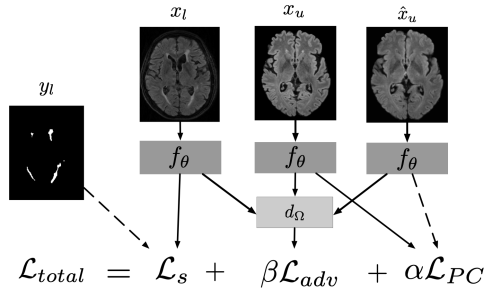 x_l x_u x̂_u
y_l
f_θ f_θ f_θ
d_Ω
ℒ_total = ℒ_s + βℒ_adv + αℒ_PC